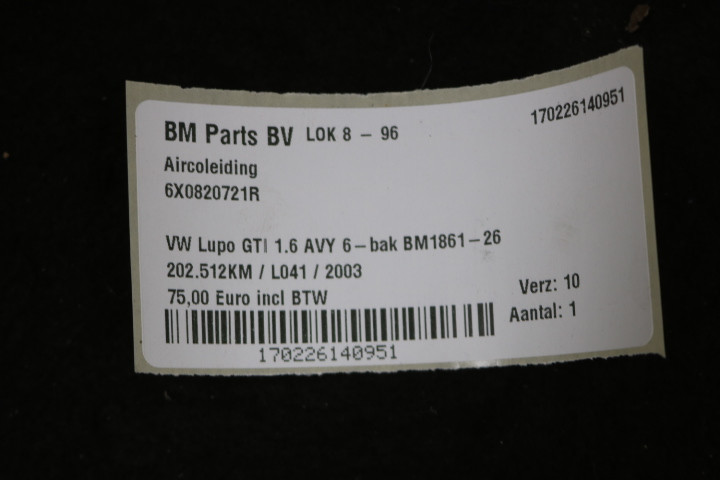 BM Parts BV LOK 8 - 96
170226140951
Aircoleiding
6X0820721R
VW Lupo GTI 1.6 AVY 6-bak BM1861-26
202.512KM / L041 / 2003
75,00 Euro incl BTW
Verz: 10
Aantal: 1
170226140951